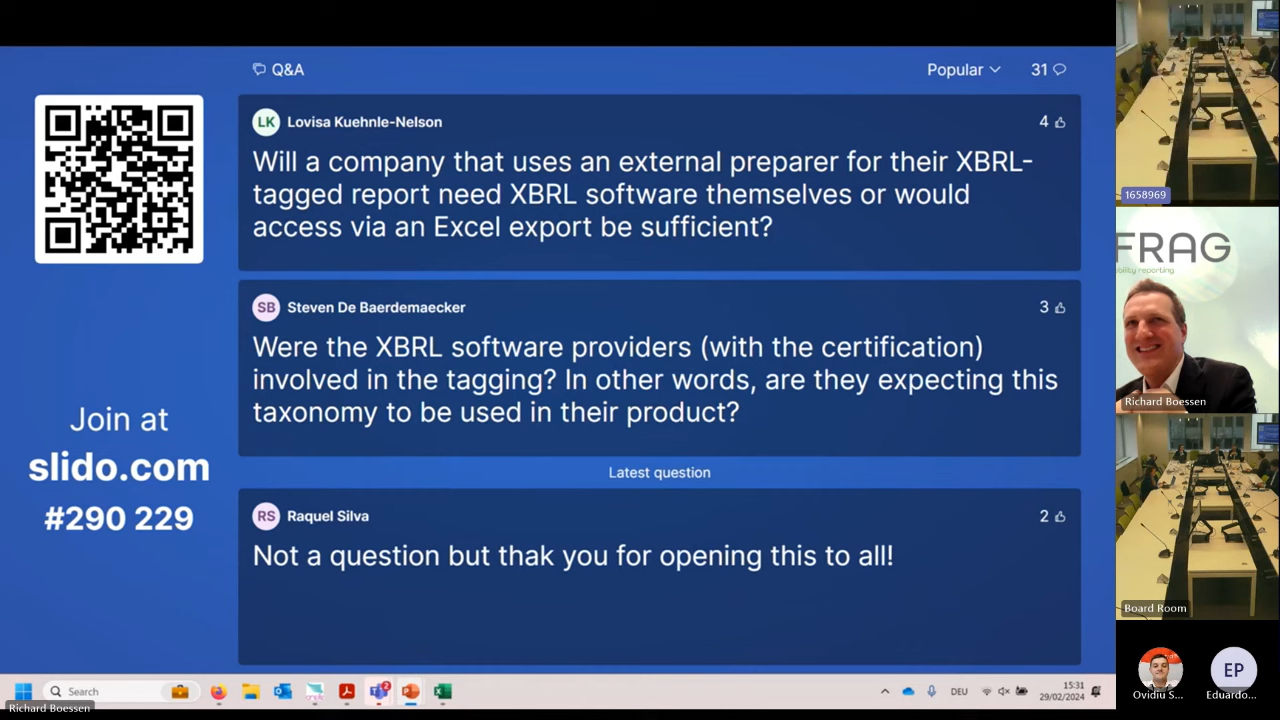 Q&A
Popular
31
LK
Lovisa Kuehnle-Nelson
4
Will a company that uses an external preparer for their XBRL-
tagged report need XBRL software themselves or would
access via an Excel export be sufficient?
SB
Steven De Baerdemaecker
3
Were the XBRL software providers (with the certification)
involved in the tagging? In other words, are they expecting this
taxonomy to be used in their product?
Latest question
RS
Raquel Silva
2
Not a question but thak you for opening this to all!
Join at
slido.com
#290 229
Search
2
DEU
15:31
29/02/2024
Richard Boessen
1658969
FRAG
bility reporting
Richard Boessen
Board Room
Ovidiu S...
EP
Eduardo...